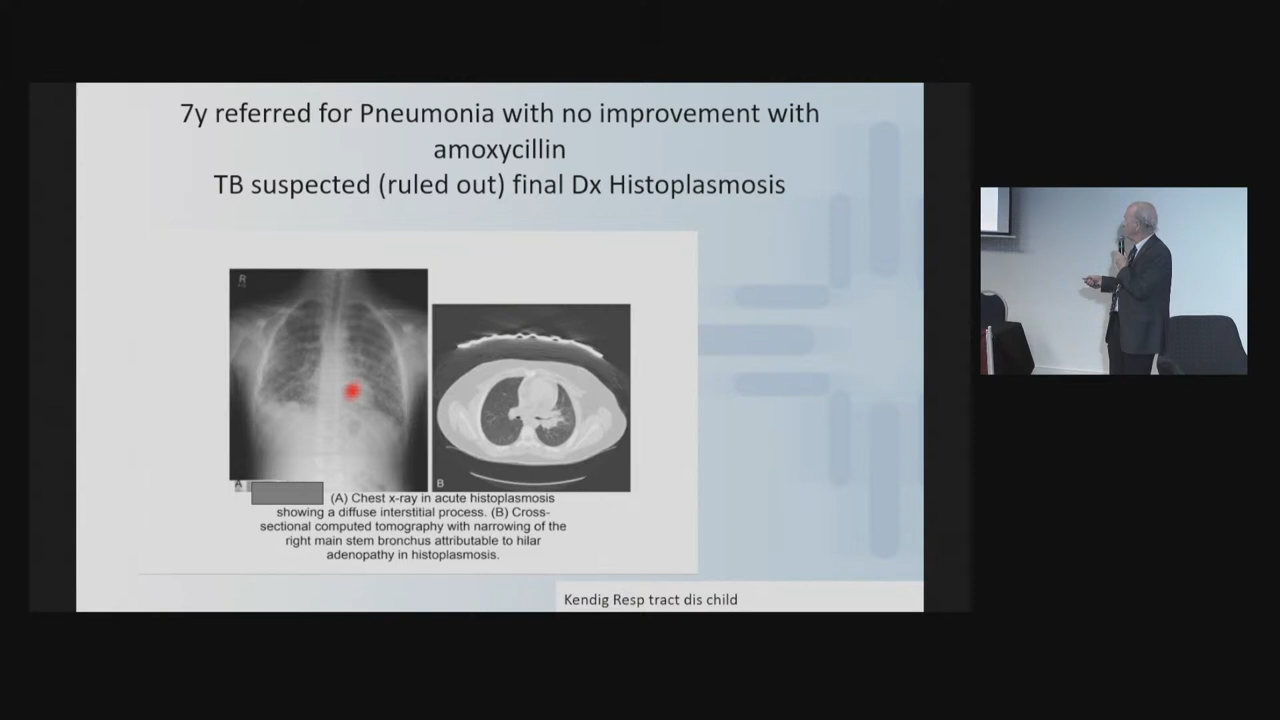 7y referred for Pneumonia with no improvement with
amoxycillin
TB suspected (ruled out) final Dx Histoplasmosis
R
A
B
(A) Chest x-ray in acute histoplasmosis
showing a diffuse interstitial process. (B) Cross-
sectional computed tomography with narrowing of the
right main stem bronchus attributable to hilar
adenopathy in histoplasmosis.
Kendig Resp tract dis child